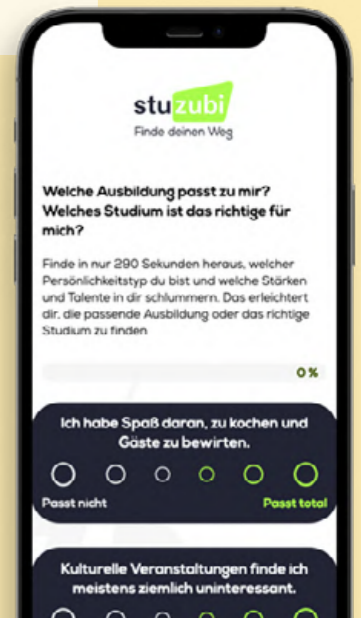 stuzubi
Finde deinen Weg
Welche Ausbildung passt zu mir?
Welches Studium ist das richtige für
mich?
Finde in nur 290 Sekunden heraus, welcher
Persönlichkeitstyp du bist und welche Stärken
und Talente in dir schlummern. Das erleichtert
dir, die passende Ausbildung oder das richtige
Studium zu finden
0 %
Ich habe Spaß daran, zu kochen und
Gäste zu bewirten.
Passt nicht Passt total
Kulturelle Veranstaltungen finde ich
meistens ziemlich uninteressant.